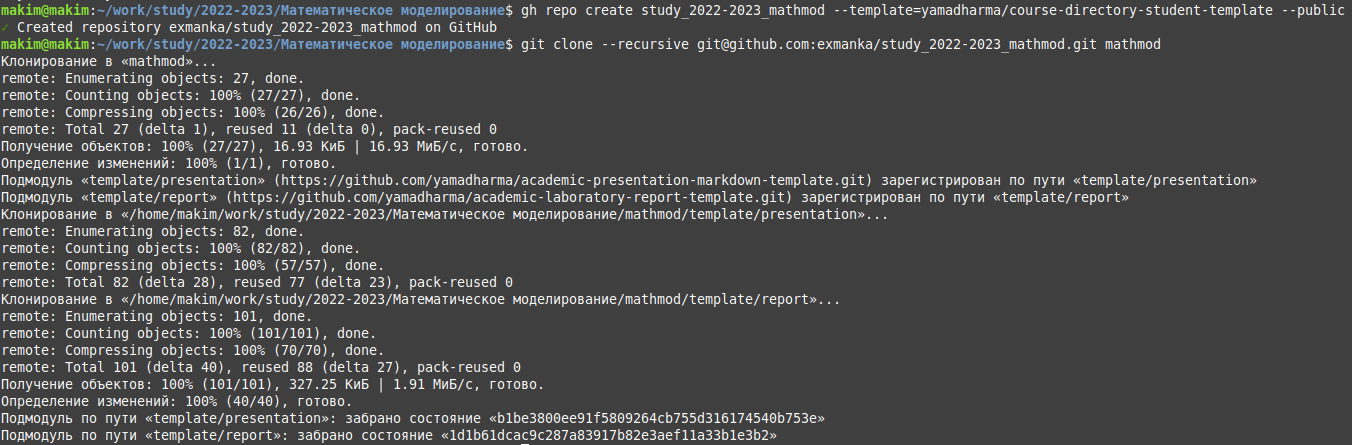 makim@makim:~/work/study/2022-2023/Математическое моделирование$ gh repo create study_2022-2023_mathmod --template=yamadharma/course-directory-student-template --public
✓ Created repository exmanka/study_2022-2023_mathmod on GitHub
makim@makim:~/work/study/2022-2023/Математическое моделирование$ git clone --recursive git@github.com:exmanka/study_2022-2023_mathmod.git mathmod
Клонирование в «mathmod»...
remote: Enumerating objects: 27, done.
remote: Counting objects: 100% (27/27), done.
remote: Compressing objects: 100% (26/26), done.
remote: Total 27 (delta 1), reused 11 (delta 0), pack-reused 0
Получение объектов: 100% (27/27), 16.93 КиБ | 16.93 МиБ/с, готово.
Определение изменений: 100% (1/1), готово.
Подмодуль «template/presentation» (https://github.com/yamadharma/academic-presentation-markdown-template.git) зарегистрирован по пути «template/presentation»
Подмодуль «template/report» (https://github.com/yamadharma/academic-laboratory-report-template.git) зарегистрирован по пути «template/report»
Клонирование в «/home/makim/work/study/2022-2023/Математическое моделирование/mathmod/template/presentation»...
remote: Enumerating objects: 82, done.
remote: Counting objects: 100% (82/82), done.
remote: Compressing objects: 100% (57/57), done.
remote: Total 82 (delta 28), reused 77 (delta 23), pack-reused 0
Клонирование в «/home/makim/work/study/2022-2023/Математическое моделирование/mathmod/template/report»...
remote: Enumerating objects: 101, done.
remote: Counting objects: 100% (101/101), done.
remote: Compressing objects: 100% (70/70), done.
remote: Total 101 (delta 40), reused 88 (delta 27), pack-reused 0
Получение объектов: 100% (101/101), 327.25 КиБ | 1.91 МиБ/с, готово.
Определение изменений: 100% (40/40), готово.
Подмодуль по пути «template/presentation»: забрано состояние «b1be3800ee91f5809264cb755d316174540b753e»
Подмодуль по пути «template/report»: забрано состояние «1d1b61dcac9c287a83917b82e3aef11a33b1e3b2»